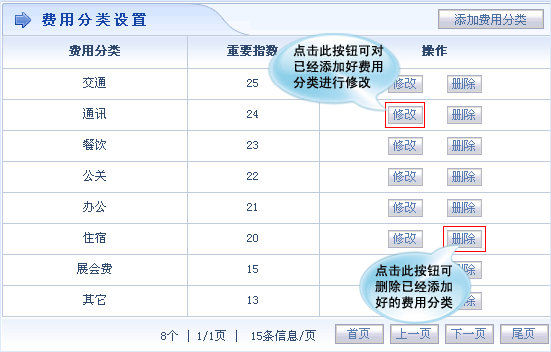 费用分类设置 添加费用分类
费用分类 重要指数 操作
点击此按钮可对
已经添加好费用
分类进行修改
交通 25 修改 删除
通讯 24 修改 删除
餐饮 23 修改 删除
公关 22 修改 删除
办公 21 修改 删除
住宿 20 修改 删除
点击此按钮可
删除已经添加
好的费用分类
展会费 15
其它 13
8个 | 1/1页 | 15条信息/页 首页 上一页 下一页 尾页